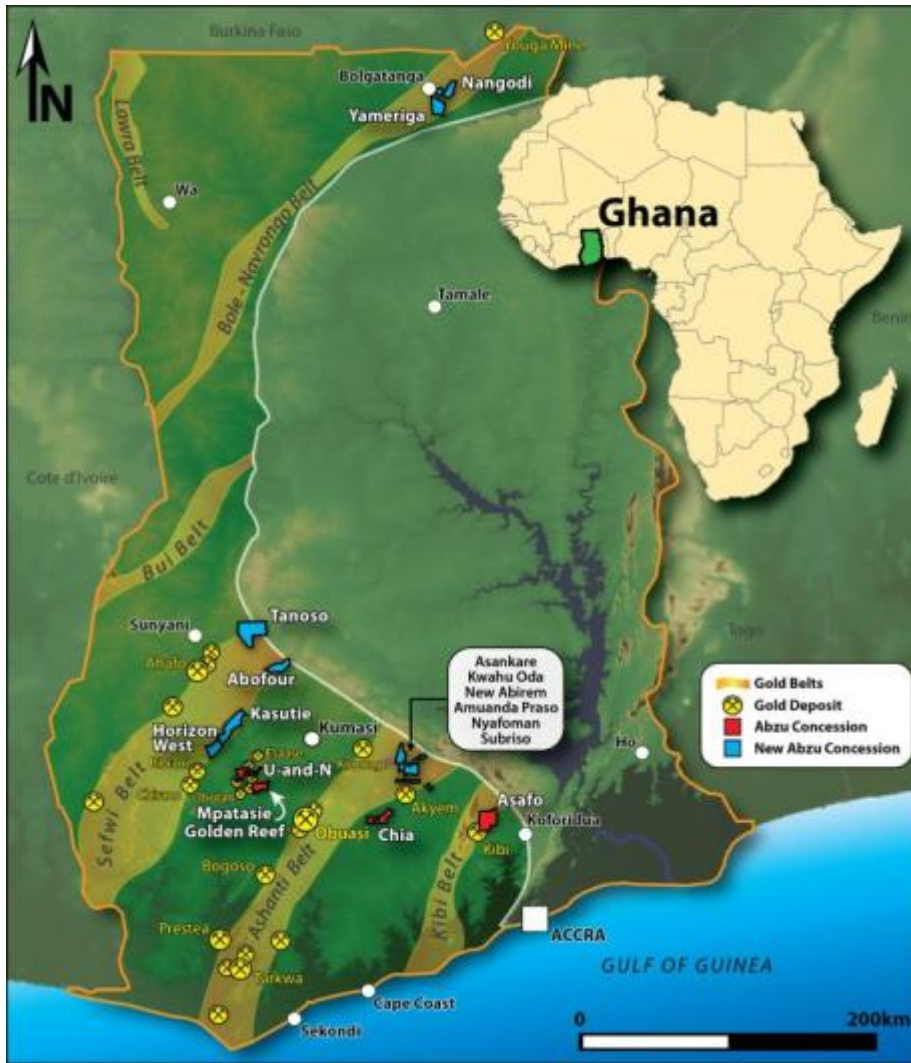 Burkina Faso
Youga Mine
N
Bolgatanga
Nangodi
Yameriga
Lawra Belt
Wa
Bole - Navrongo Belt
Ghana
Tamale
Benin
Cote d'Ivoire
Bui Belt
Togo
Sunyani
Tanoso
Ahafo
Abofour
Asankare
Kwahu Oda
New Abirem
Amuanda Praso
Nyafoman
Subriso
Gold Belts
Gold Deposit
Abzu Concession
New Abzu Concession
Kasutie
Horizon
West
Kumasi
Ho
Esaase
U-and-N
Chirano
Mpatasie
Golden Reef
Obuasi
Chia
Akyem
Asafo
Koforidua
Kibi
Sefwi Belt
Ashanti Belt
Kibi Belt
Bogoso
Prestea
Tarkwa
ACCRA
GULF OF GUINEA
Cape Coast
Sekondi
0
200km